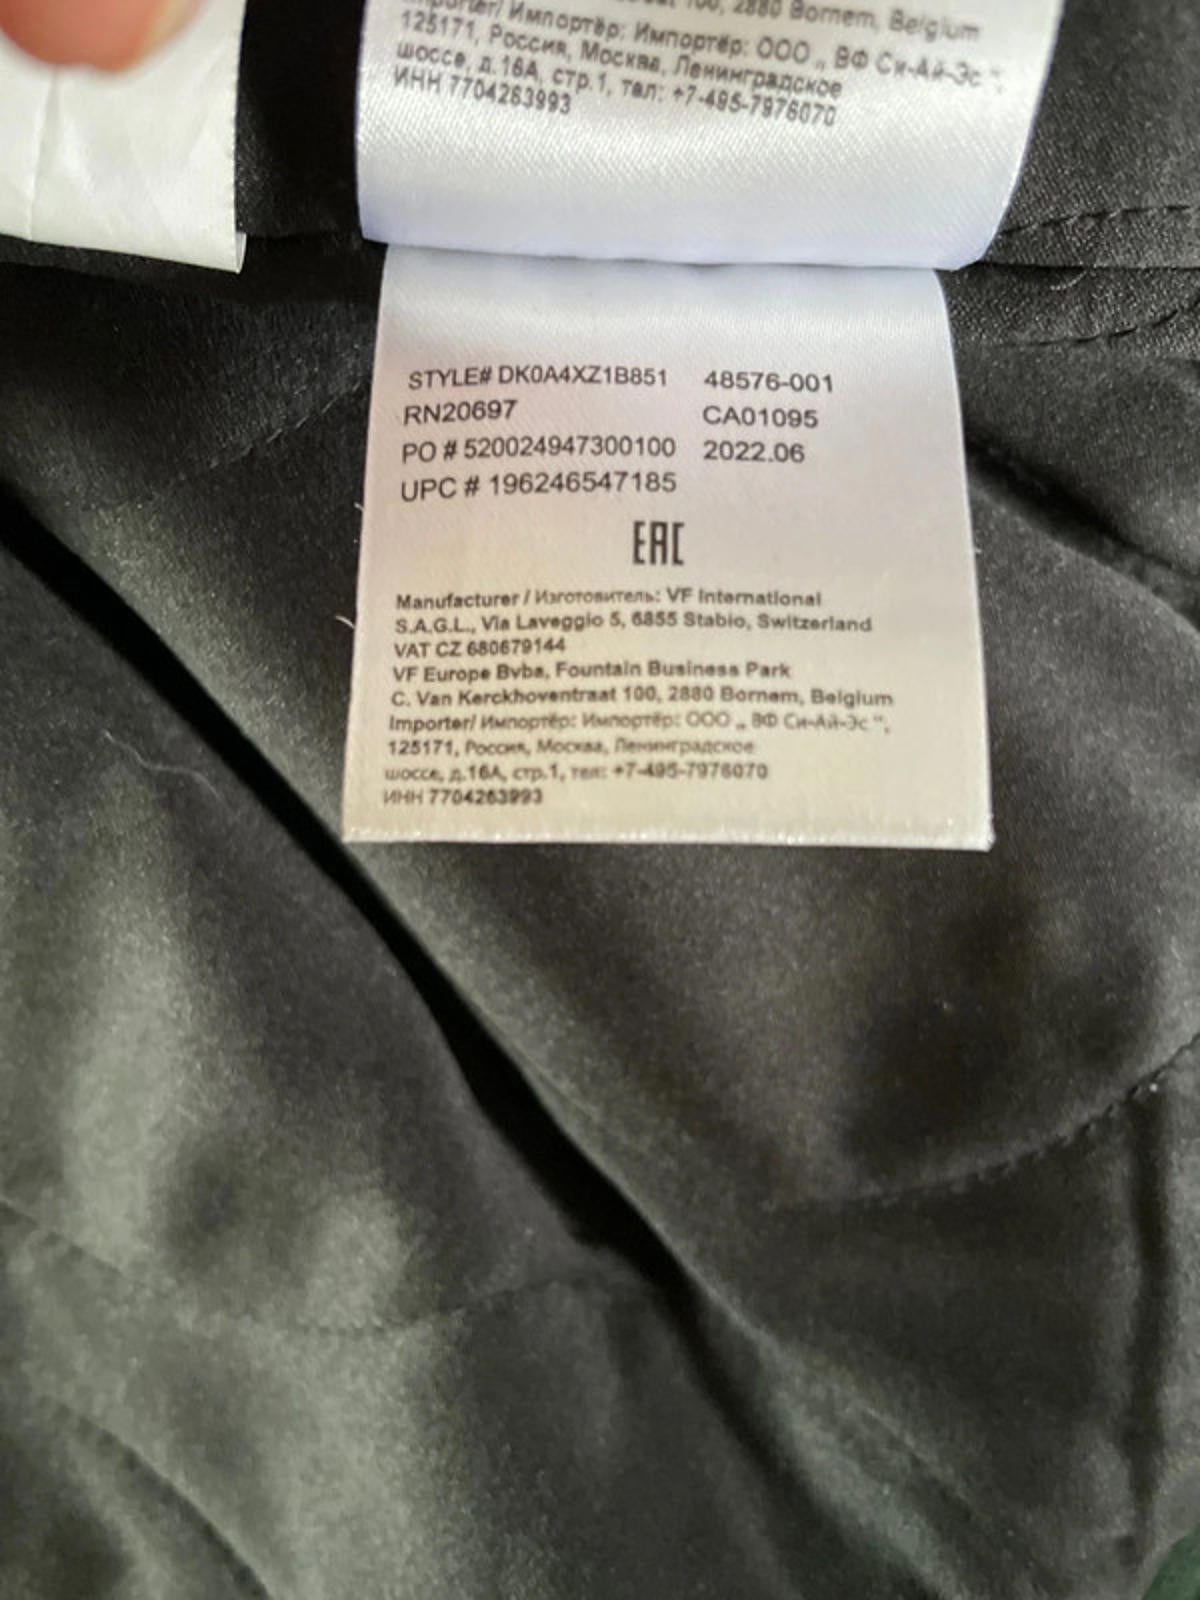 100, 2880 Bornem, Belgium
Importer/ Импортёр: Импортёр: ООО „ ВФ Си-Ай-Эс “,
125171, Россия, Москва, Ленинградское
шоссе, д.16А, стр.1, тел: +7-495-7976070
ИНН 7704263993
STYLE# DK0A4XZ1B851 48576-001
RN20697 CA01095
PO # 520024947300100 2022.06
UPC # 196246547185
EAC
Manufacturer / Изготовитель: VF International
S.A.G.L., Via Laveggio 5, 6855 Stabio, Switzerland
VAT CZ 680679144
VF Europe Bvba, Fountain Business Park
C. Van Kerckhoventraat 100, 2880 Bornem, Belgium
Importer/ Импортёр: Импортёр: ООО „ ВФ Си-Ай-Эс “,
125171, Россия, Москва, Ленинградское
шоссе, д.16А, стр.1, тел: +7-495-7976070
ИНН 7704263993